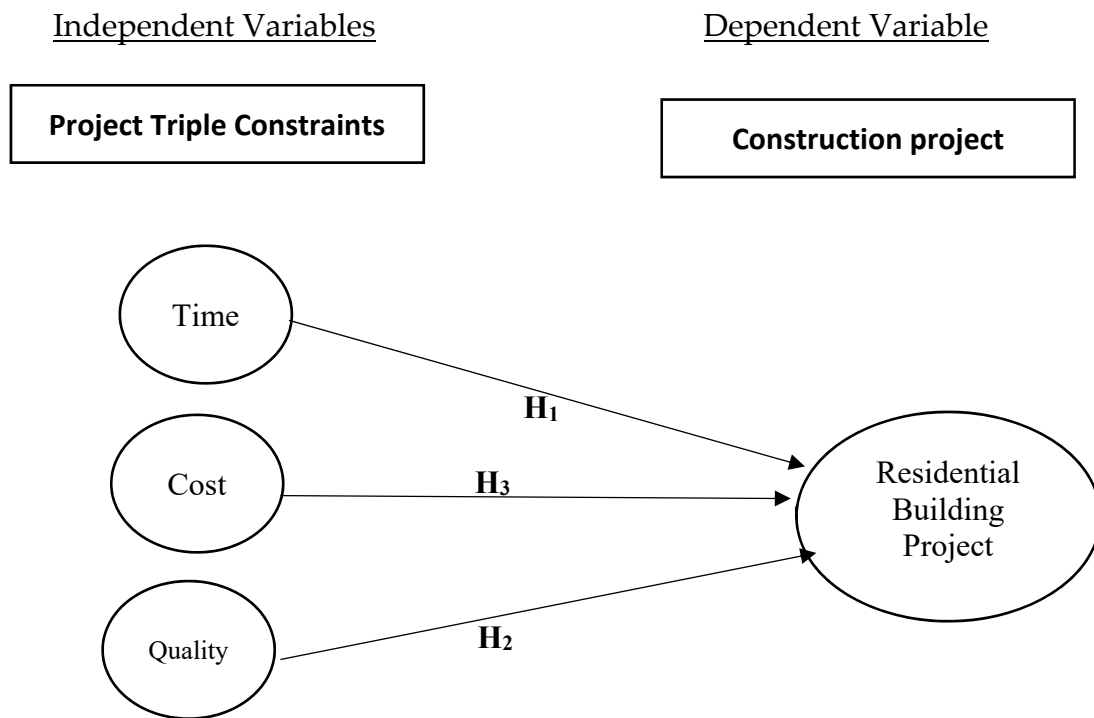 Independent Variables
Dependent Variable
Project Triple Constraints
Construction project
Time
H1
Cost
H3
Residential
Building
Project
Quality
H2